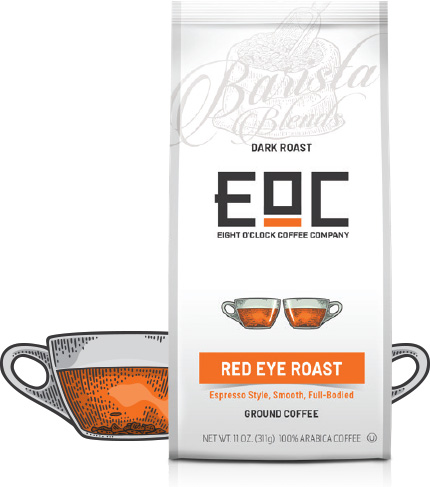 Barista
Blends
DARK ROAST
EOC
EIGHT O'CLOCK COFFEE COMPANY
RED EYE ROAST
Espresso Style, Smooth, Full-Bodied
GROUND COFFEE
NET WT 11 OZ. (311g) 100% ARABICA COFFEE Ⓤ